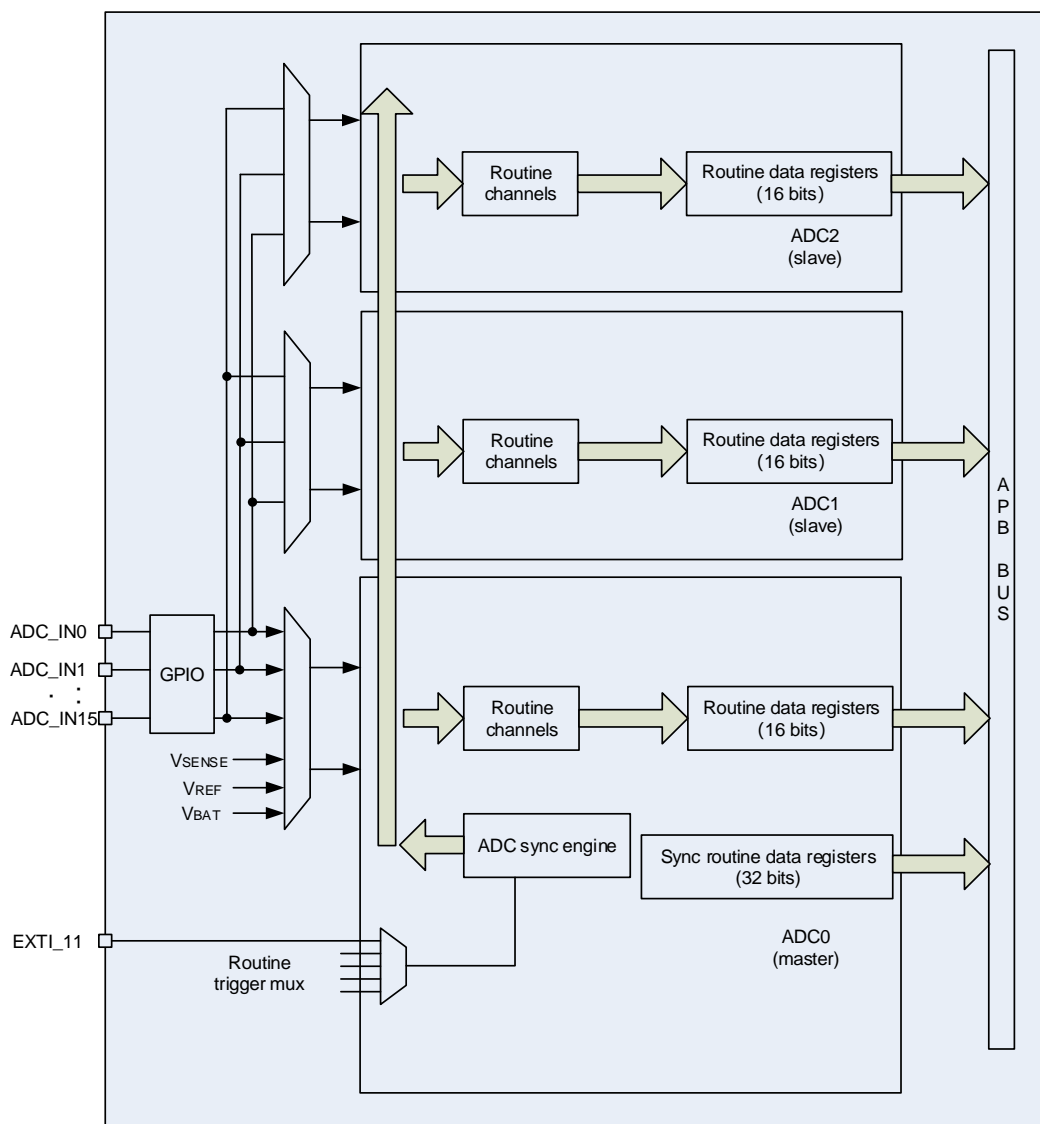 Routine
channels
Routine data registers
(16 bits)
ADC2
(slave)
Routine
channels
Routine data registers
(16 bits)
ADC1
(slave)
APB BUS
ADC_IN0
ADC_IN1
ADC_IN15
GPIO
VSENSE
VREF
VBAT
Routine
channels
Routine data registers
(16 bits)
ADC sync engine
Sync routine data registers
(32 bits)
ADC0
(master)
EXTI_11
Routine
trigger mux